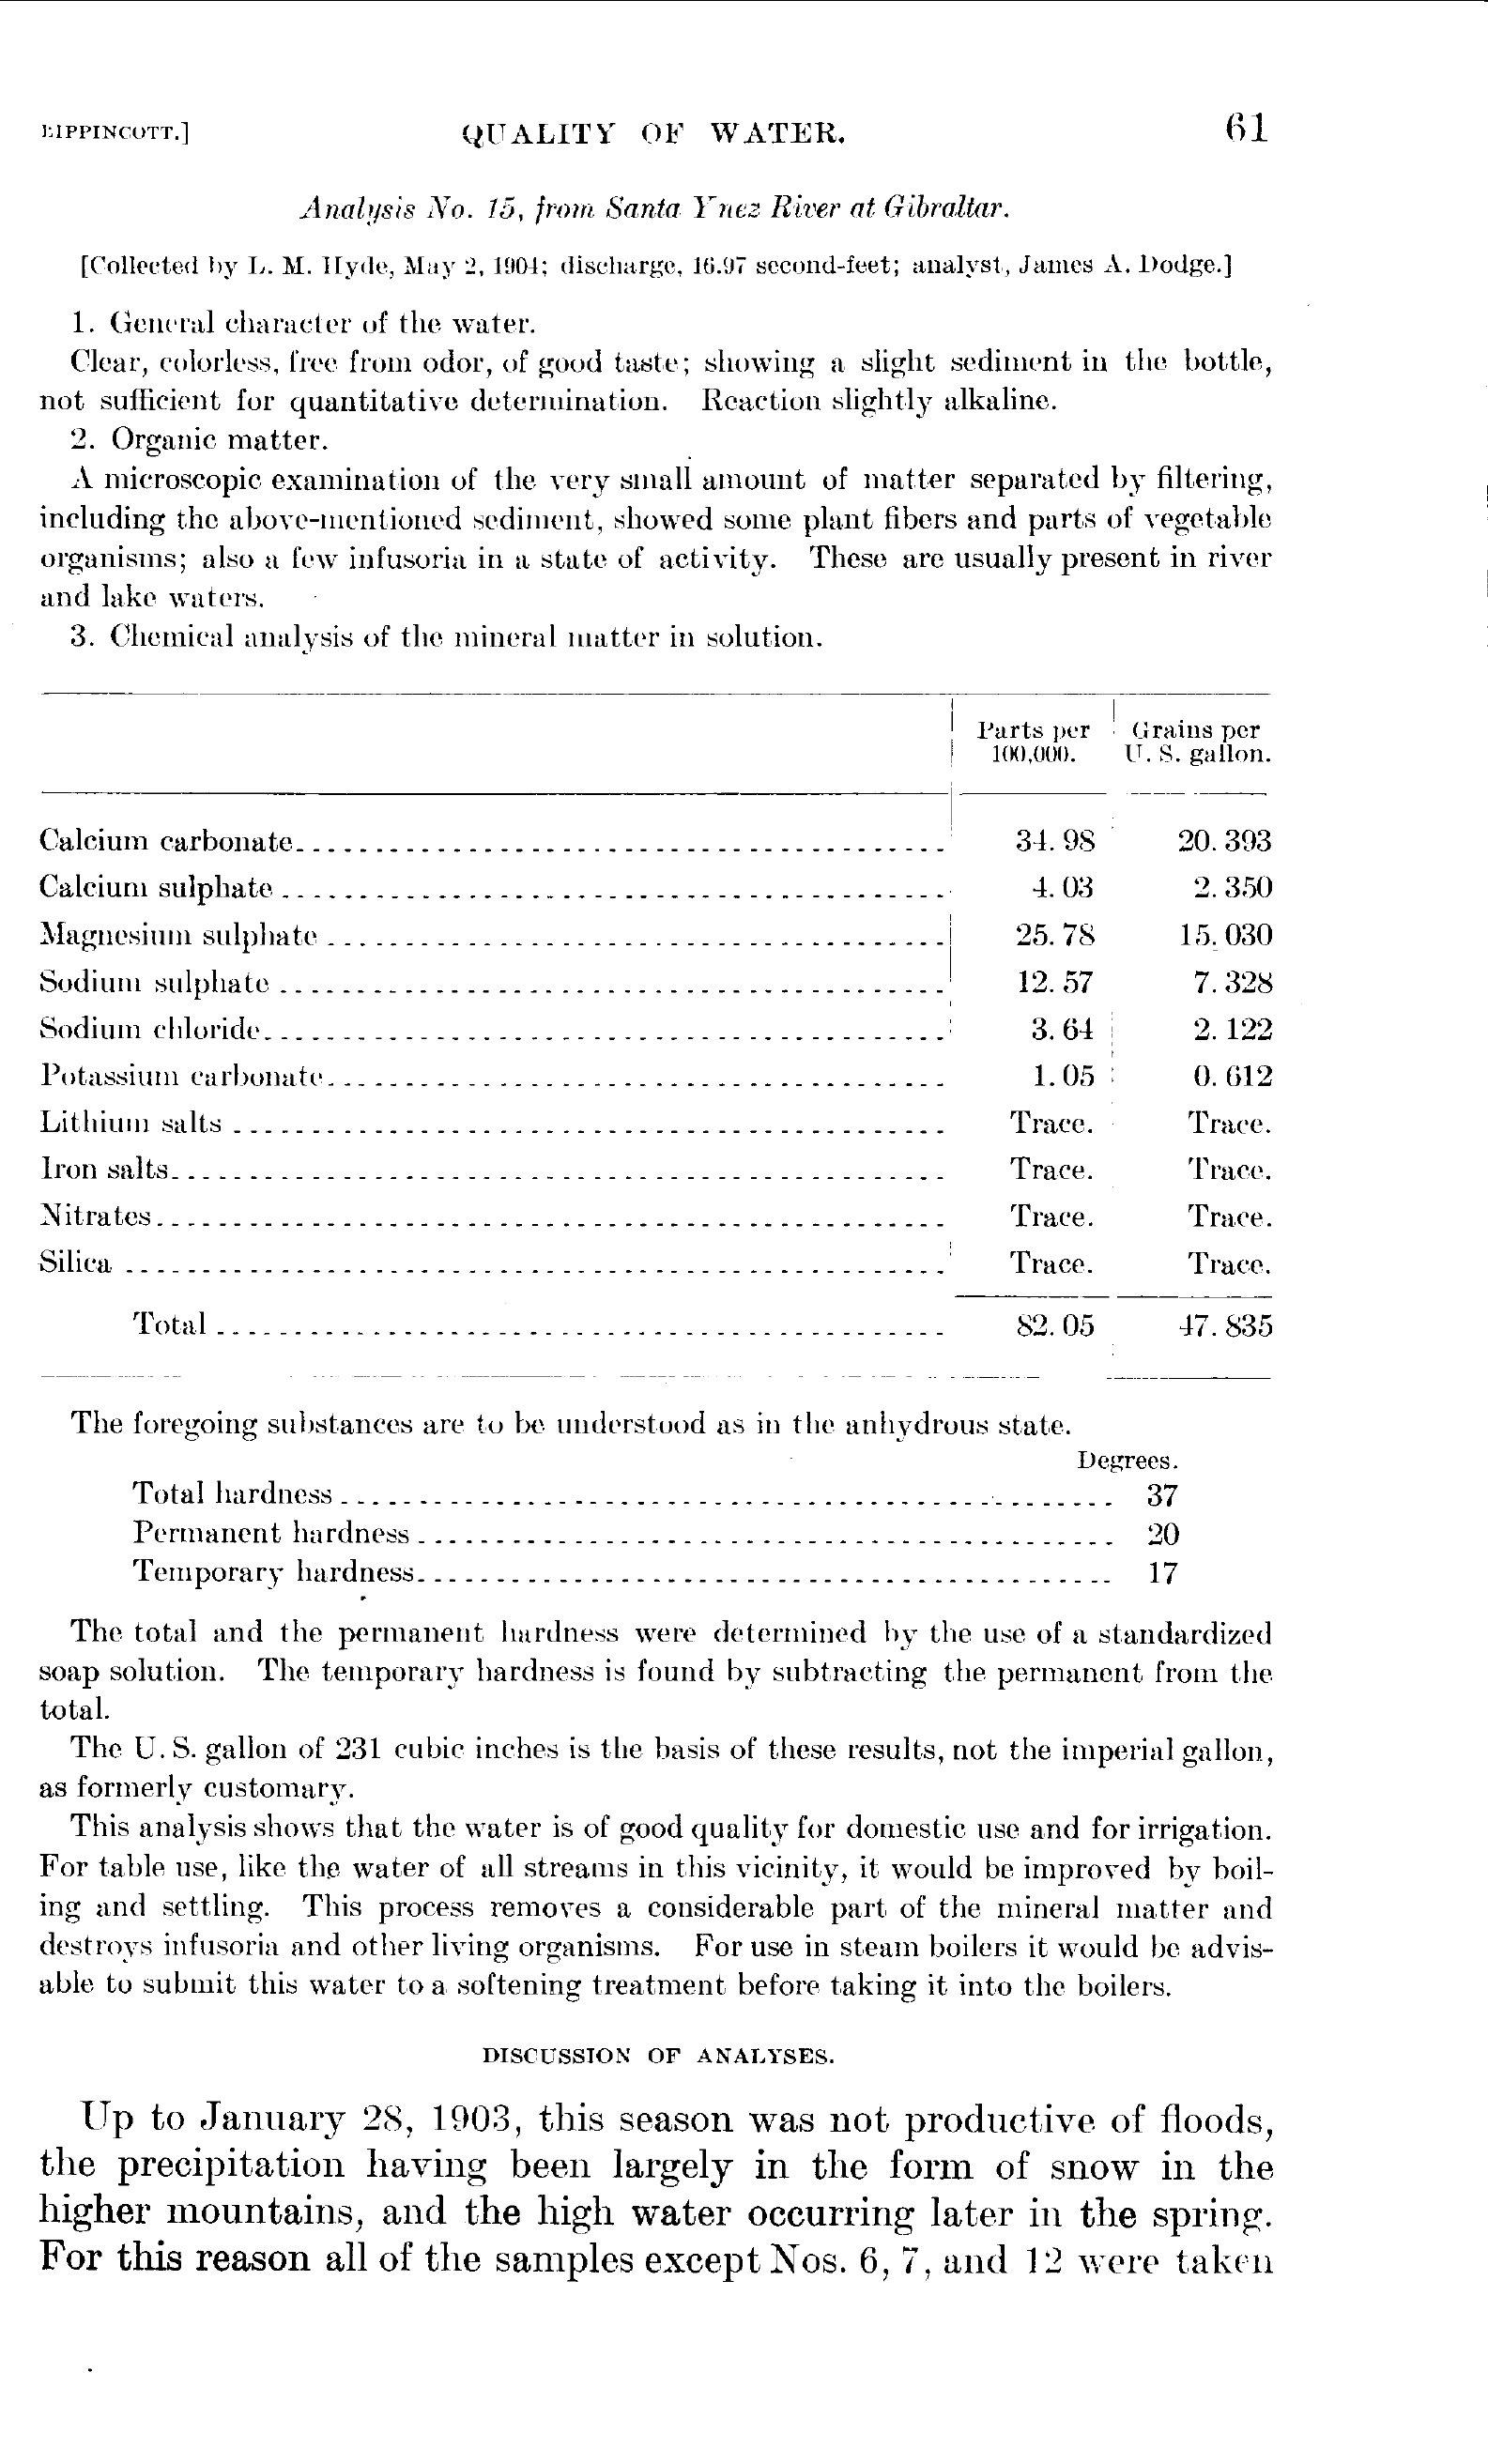 LIPPINCOTT.] QUALITY OF WATER. 61
Analysis No. 15, from Santa Ynez River at Gibraltar.
[Collected by L. M. Hyde, May 2, 1904; discharge, 16.97 second-feet; analyst, James A. Dodge.]
1. General character of the water.
Clear, colorless, free from odor, of good taste; showing a slight sediment in the bottle,
not sufficient for quantitative determination. Reaction slightly alkaline.
2. Organic matter.
A microscopic examination of the very small amount of matter separated by filtering,
including the above-mentioned sediment, showed some plant fibers and parts of vegetable
organisms; also a few infusoria in a state of activity. These are usually present in river
and lake waters.
3. Chemical analysis of the mineral matter in solution.
Parts per Grains per
100,000. U. S. gallon.
Calcium carbonate 34.98 20.393
Calcium sulphate 4.03 2.350
Magnesium sulphate 25.78 15.030
Sodium sulphate 12.57 7.328
Sodium chloride 3.64 2.122
Potassium carbonate 1.05 0.612
Lithium salts Trace. Trace.
Iron salts Trace. Trace.
Nitrates Trace. Trace.
Silica Trace. Trace.
Total 82.05 47.835
The foregoing substances are to be understood as in the anhydrous state.
Degrees.
Total hardness 37
Permanent hardness 20
Temporary hardness 17
The total and the permanent hardness were determined by the use of a standardized
soap solution. The temporary hardness is found by subtracting the permanent from the
total.
The U. S. gallon of 231 cubic inches is the basis of these results, not the imperial gallon,
as formerly customary.
This analysis shows that the water is of good quality for domestic use and for irrigation.
For table use, like the water of all streams in this vicinity, it would be improved by boil-
ing and settling. This process removes a considerable part of the mineral matter and
destroys infusoria and other living organisms. For use in steam boilers it would be advis-
able to submit this water to a softening treatment before taking it into the boilers.
DISCUSSION OF ANALYSES.
Up to January 28, 1903, this season was not productive of floods,
the precipitation having been largely in the form of snow in the
higher mountains, and the high water occurring later in the spring.
For this reason all of the samples except Nos. 6, 7, and 12 were taken